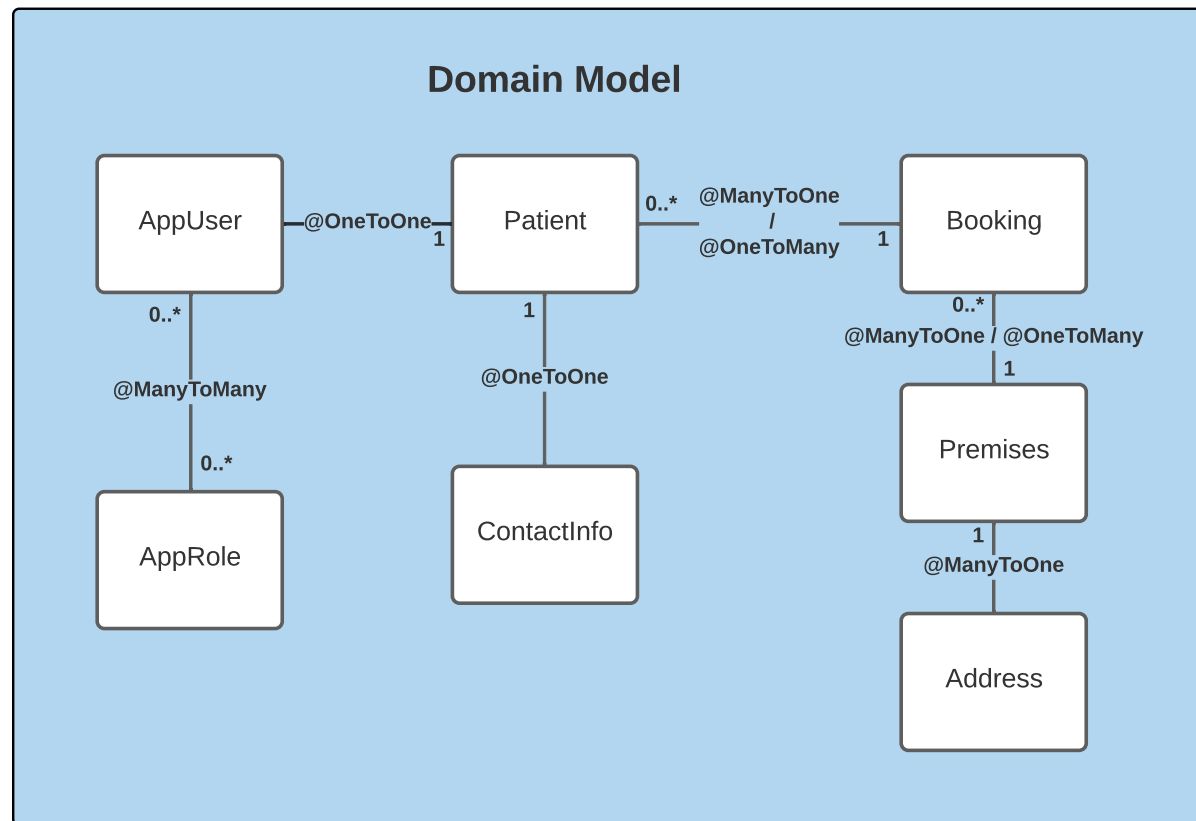 Domain Model
AppUser
@OneToOne
1
Patient
0..*
@ManyToOne
/
@OneToMany
1
Booking
0..*
@ManyToMany
0..*
AppRole
1
@OneToOne
ContactInfo
0..*
@ManyToOne / @OneToMany
1
Premises
1
@ManyToOne
Address